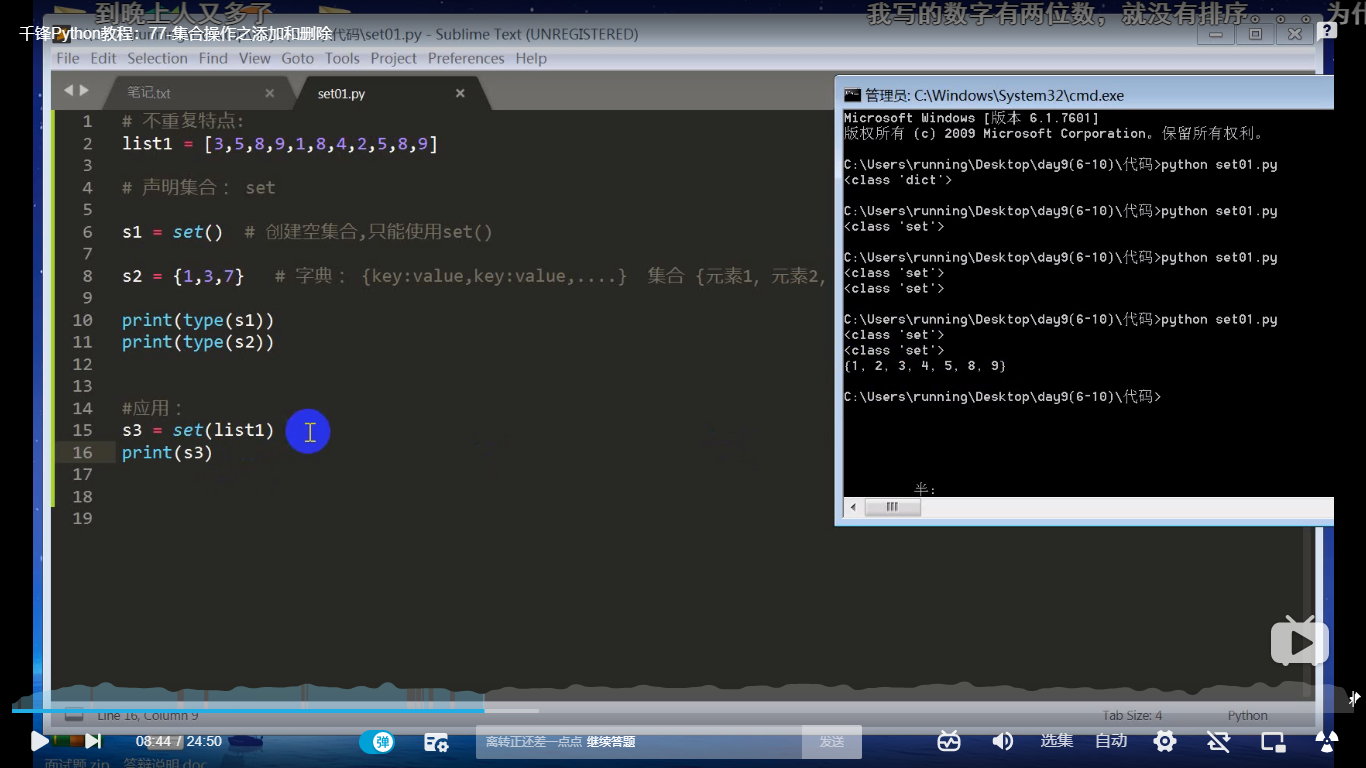 到晚上人又多了
我写的数字有两位数，就没有排序。。。为什
千锋Python教程：77-集合操作之添加和删除
代码\set01.py - Sublime Text (UNREGISTERED)
File Edit Selection Find View Goto Tools Project Preferences Help
笔记.txt
set01.py
1 # 不重复特点:
2 list1 = [3,5,8,9,1,8,4,2,5,8,9]
3
4 # 声明集合： set
5
6 s1 = set() # 创建空集合,只能使用set()
7
8 s2 = {1,3,7} # 字典： {key:value,key:value,....} 集合 {元素1, 元素2,
9
10 print(type(s1))
11 print(type(s2))
12
13
14 #应用：
15 s3 = set(list1)
16 print(s3)
17
18
19
管理员: C:\Windows\System32\cmd.exe
Microsoft Windows [版本 6.1.7601]
版权所有 (c) 2009 Microsoft Corporation。保留所有权利。
C:\Users\running\Desktop\day9(6-10)\代码>python set01.py
<class 'dict'>
C:\Users\running\Desktop\day9(6-10)\代码>python set01.py
<class 'set'>
C:\Users\running\Desktop\day9(6-10)\代码>python set01.py
<class 'set'>
<class 'set'>
C:\Users\running\Desktop\day9(6-10)\代码>python set01.py
<class 'set'>
<class 'set'>
{1, 2, 3, 4, 5, 8, 9}
C:\Users\running\Desktop\day9(6-10)\代码>
半:
Line 16, Column 9
Tab Size: 4
Python
08:44 / 24:50
弹
离转正还差一点点 继续答题
发送
选集
自动
面试题.zip
答辩说明.doc